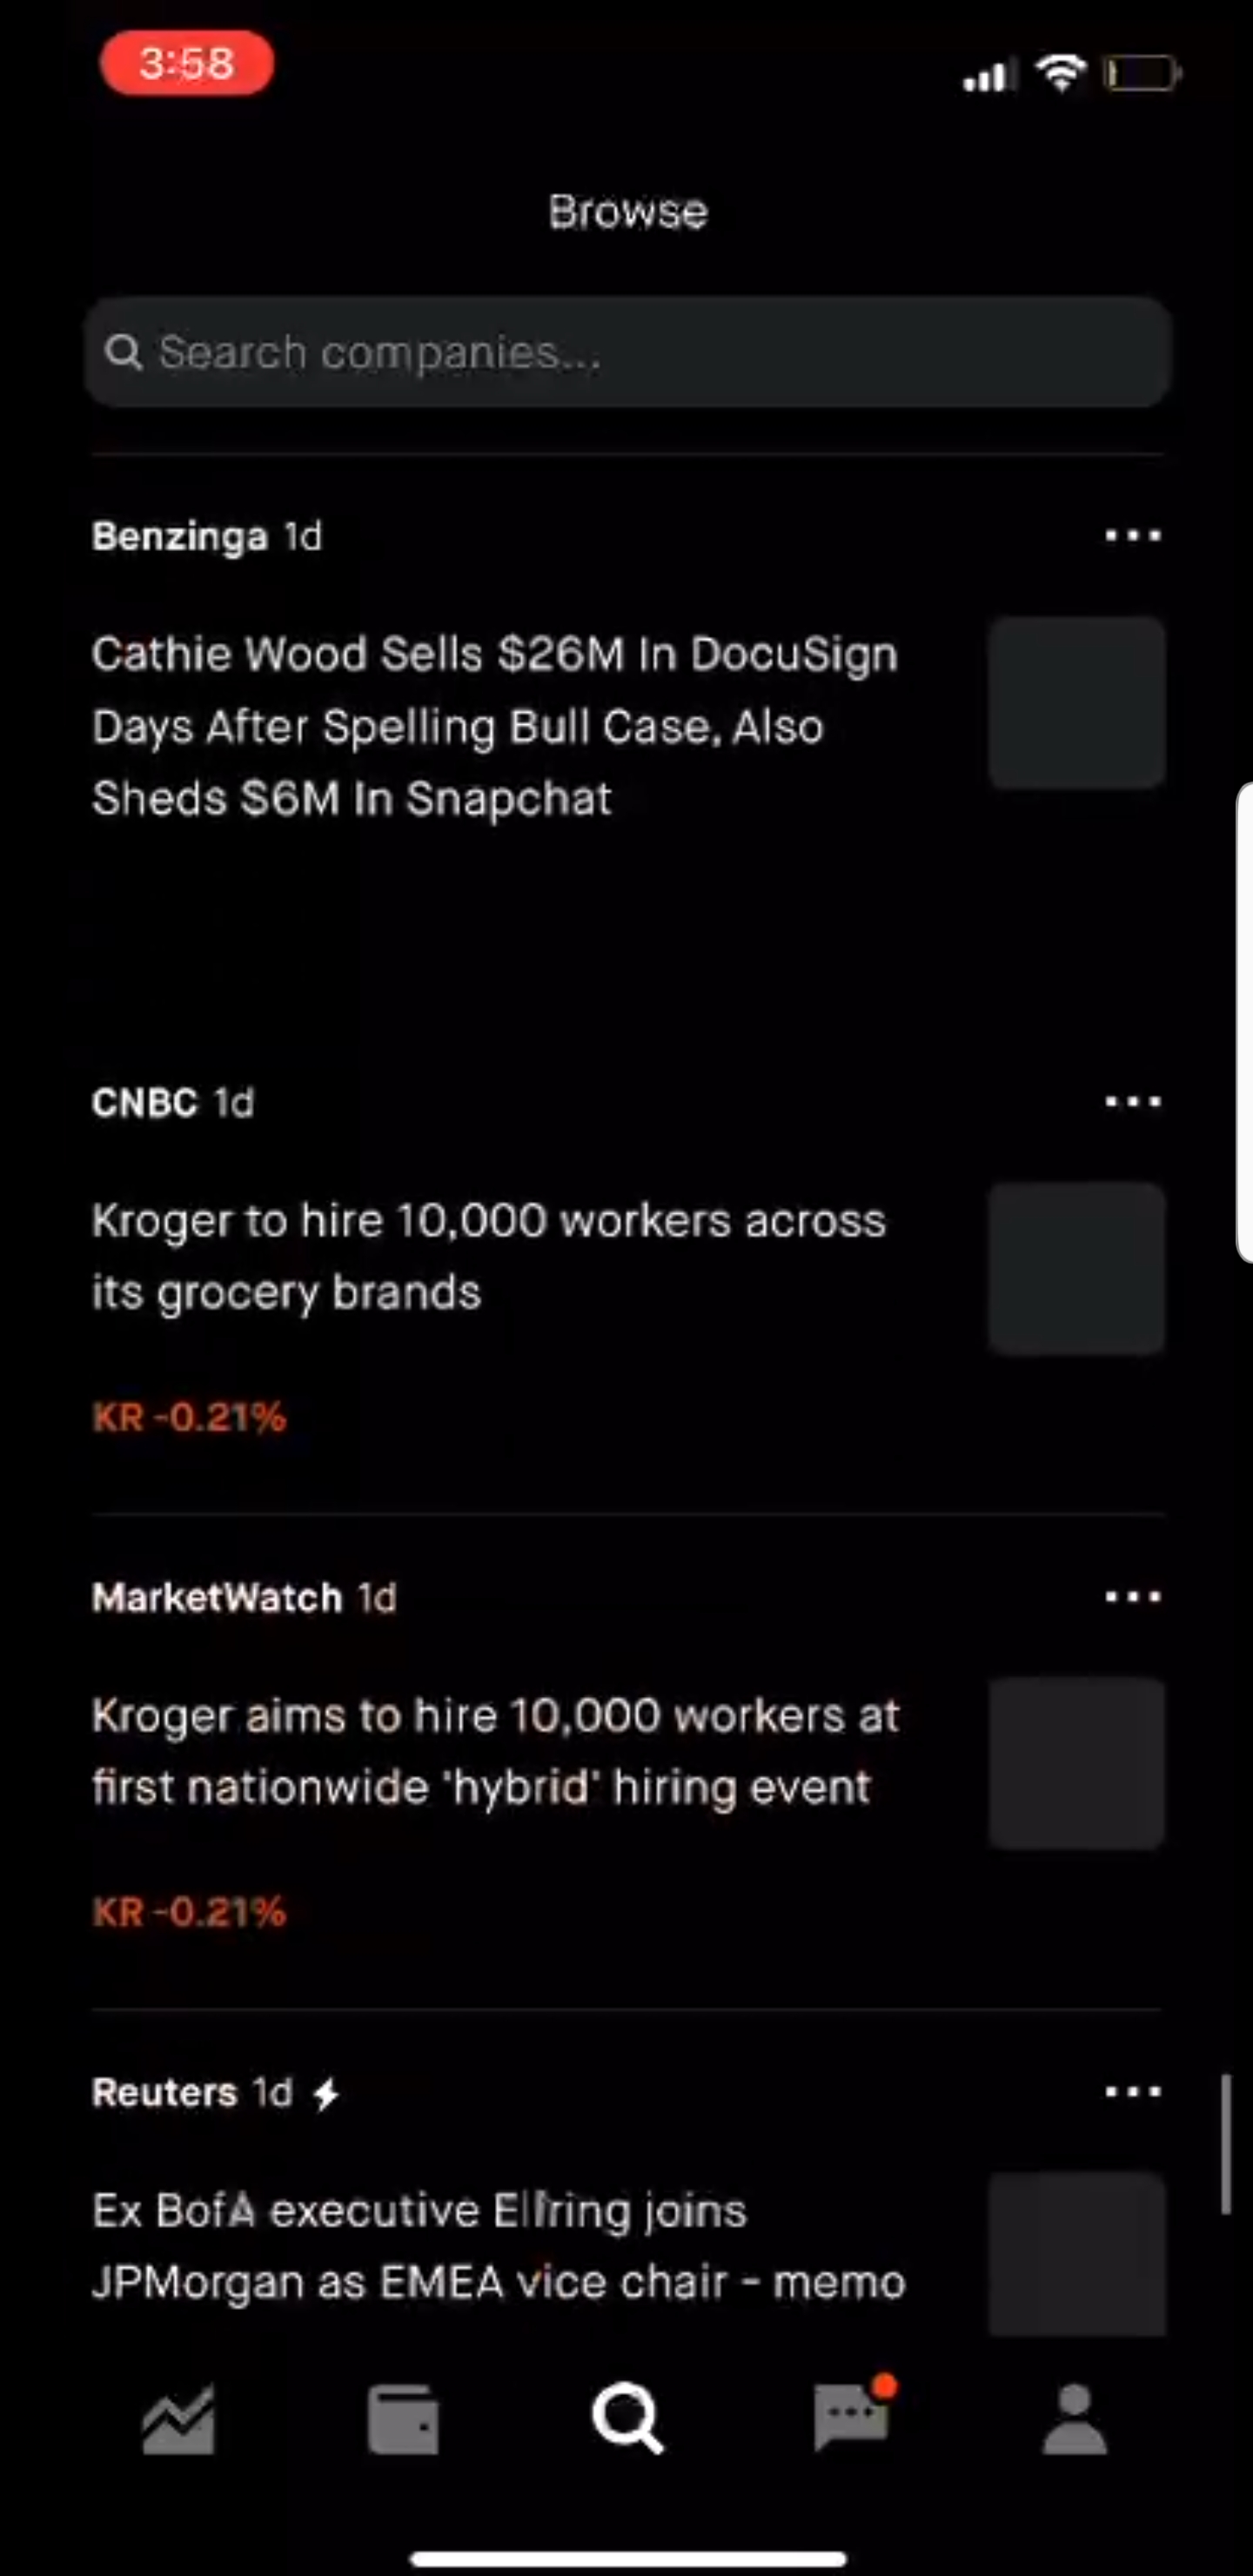 3:58
Browse
Search companies...
Benzinga 1d
Cathie Wood Sells $26M In DocuSign
Days After Spelling Bull Case, Also
Sheds $6M In Snapchat
CNBC 1d
Kroger to hire 10,000 workers across
its grocery brands
KR -0.21%
MarketWatch 1d
Kroger aims to hire 10,000 workers at
first nationwide 'hybrid' hiring event
KR -0.21%
Reuters 1d
Ex BofA executive Elfring joins
JPMorgan as EMEA vice chair - memo